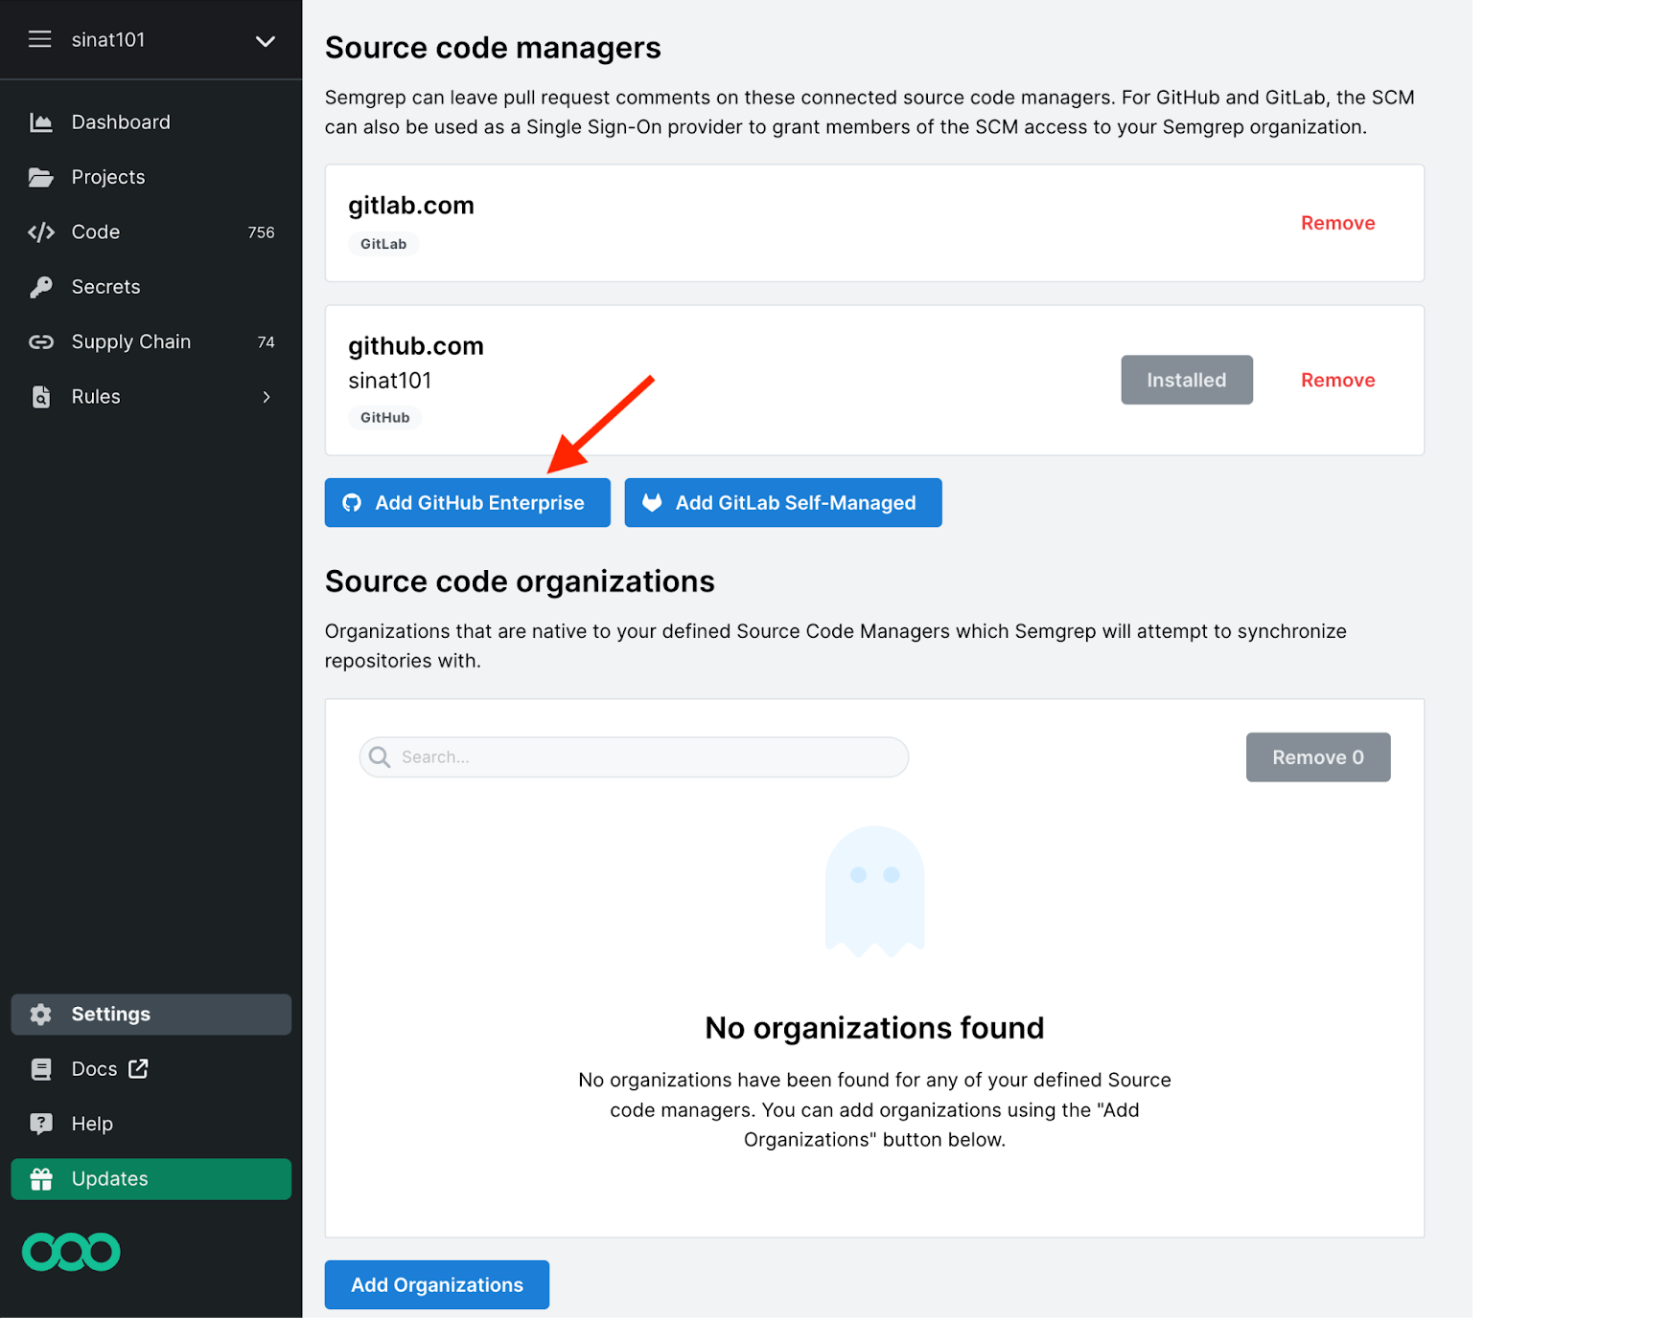 sinat101
Dashboard
Projects
Code 756
Secrets
Supply Chain 74
Rules
Settings
Docs
Help
Updates
Source code managers
Semgrep can leave pull request comments on these connected source code managers. For GitHub and GitLab, the SCM
can also be used as a Single Sign-On provider to grant members of the SCM access to your Semgrep organization.
gitlab.com
GitLab
Remove
github.com
sinat101
GitHub
Installed
Remove
Add GitHub Enterprise
Add GitLab Self-Managed
Source code organizations
Organizations that are native to your defined Source Code Managers which Semgrep will attempt to synchronize
repositories with.
Search...
Remove 0
No organizations found
No organizations have been found for any of your defined Source
code managers. You can add organizations using the "Add
Organizations" button below.
Add Organizations